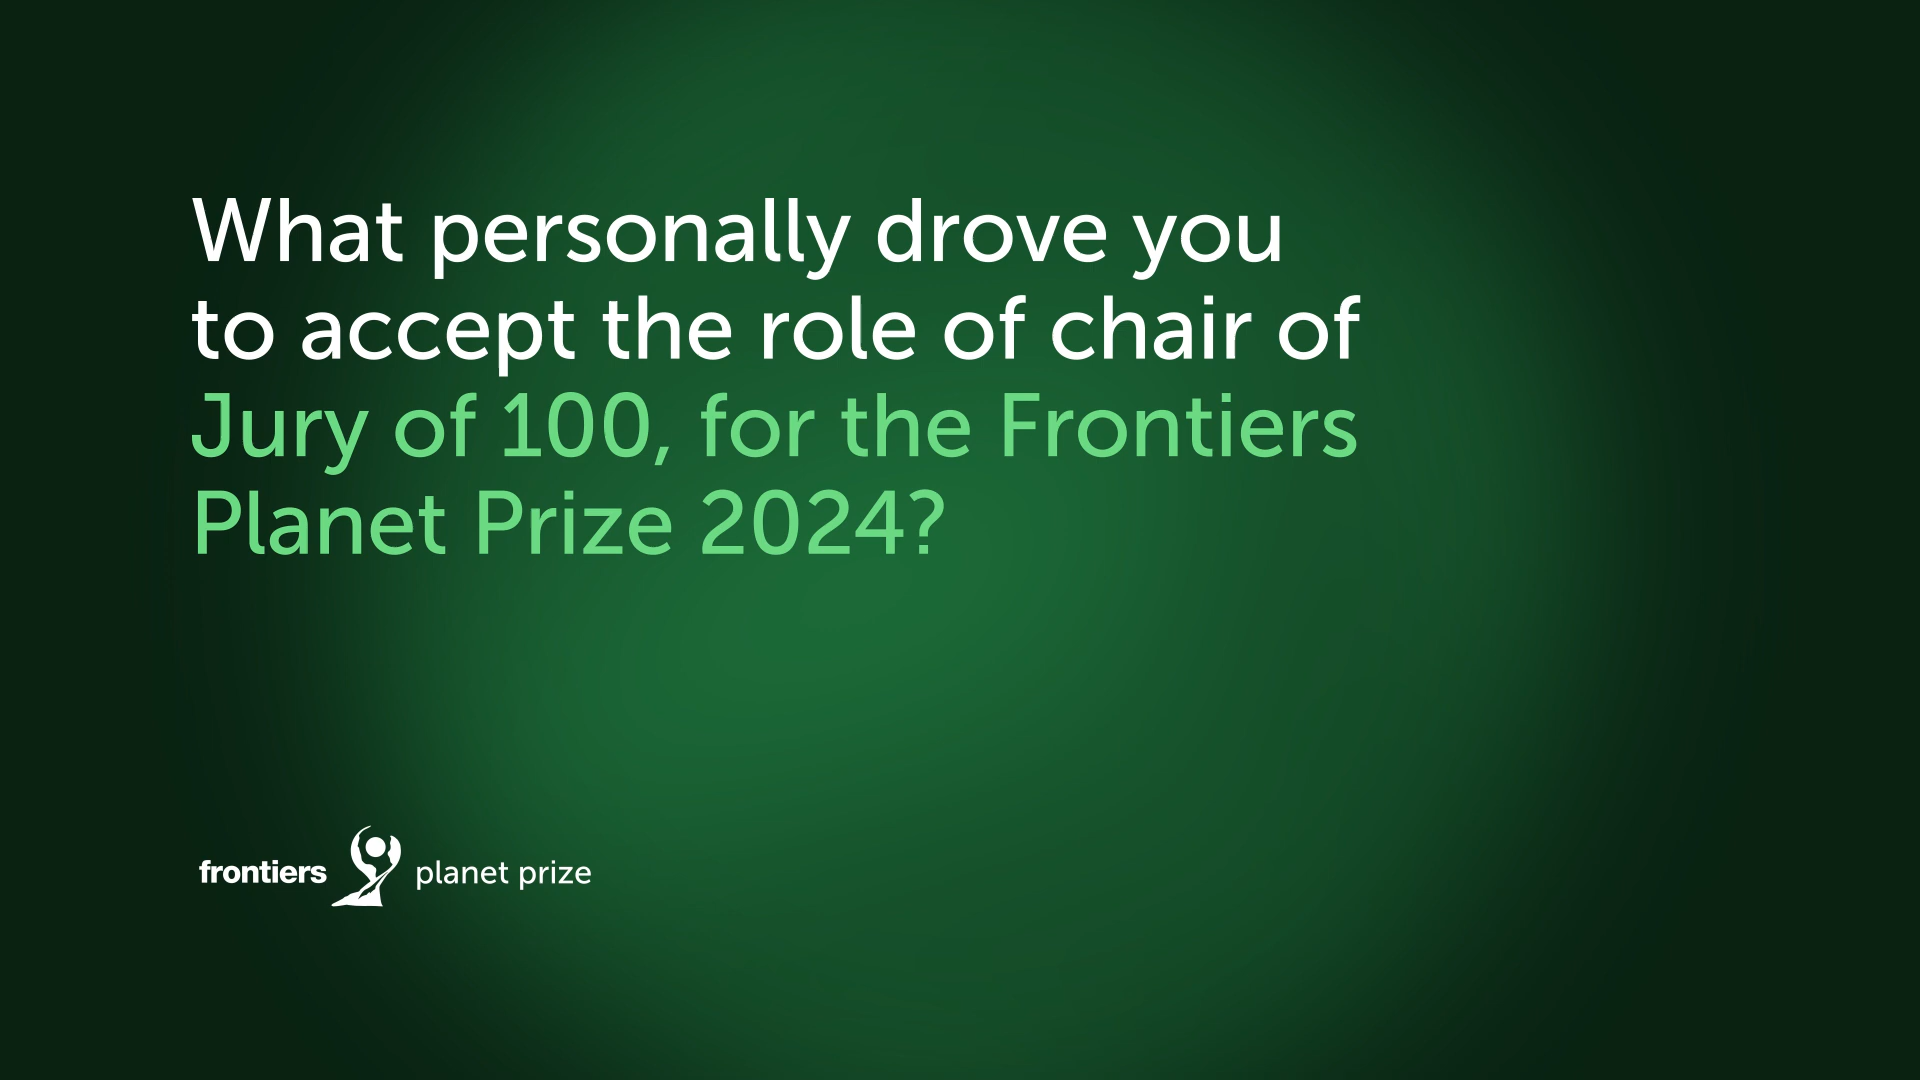 What personally drove you
to accept the role of chair of
Jury of 100, for the Frontiers
Planet Prize 2024?
frontiers planet prize